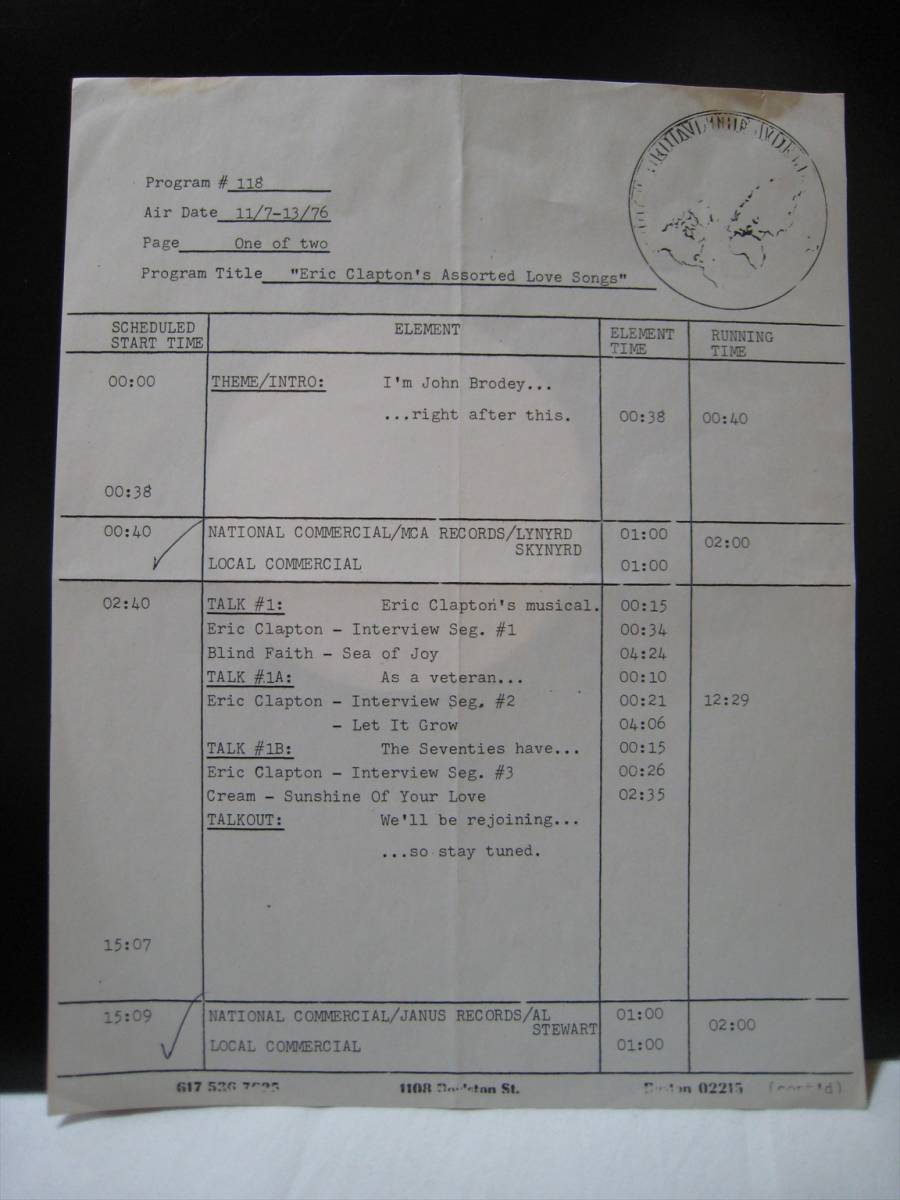 Program # 118
Air Date 11/7-13/76
Page One of two
Program Title "Eric Clapton's Assorted Love Songs"
SCHEDULED START TIME ELEMENT ELEMENT TIME RUNNING TIME
00:00 THEME/INTRO: I'm John Brodey...
...right after this. 00:38 00:40
00:38
00:40 NATIONAL COMMERCIAL/MCA RECORDS/LYNYRD 01:00
SKYNYRD 02:00
LOCAL COMMERCIAL 01:00
02:40 TALK #1: Eric Clapton's musical. 00:15
Eric Clapton - Interview Seg. #1 00:34
Blind Faith - Sea of Joy 04:24
TALK #1A: As a veteran... 00:10
Eric Clapton - Interview Seg. #2 00:21 12:29
- Let It Grow 04:06
TALK #1B: The Seventies have... 00:15
Eric Clapton - Interview Seg. #3 00:26
Cream - Sunshine Of Your Love 02:35
TALKOUT: We'll be rejoining...
...so stay tuned.
15:07
15:09 NATIONAL COMMERCIAL/JANUS RECORDS/AL 01:00
STEWART 02:00
LOCAL COMMERCIAL 01:00
617 536 1108 St. 02215 (cont'd)